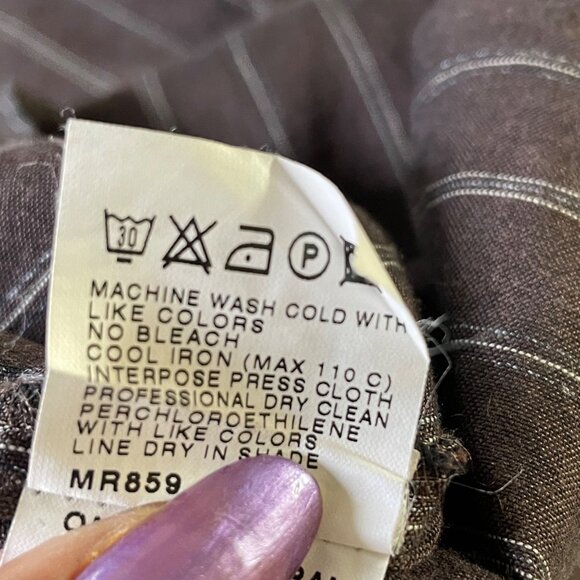 30 P
MACHINE WASH COLD WITH
LIKE COLORS
NO BLEACH
COOL IRON (MAX 110 C)
INTERPOSE PRESS CLOTH
PROFESSIONAL DRY CLEAN
PERCHLOROETHILENE
WITH LIKE COLORS
LINE DRY IN SHADE
MR859